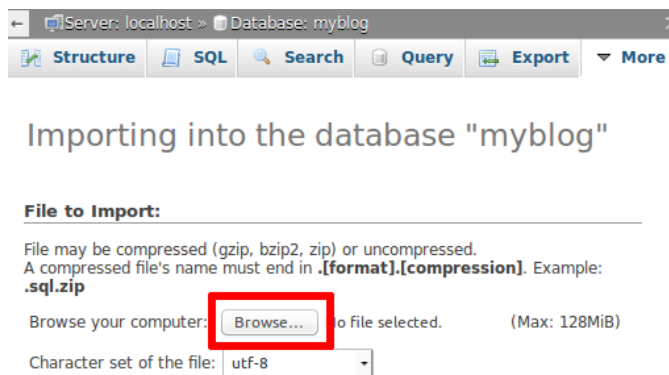 Server: localhost » Database: myblog
Structure SQL Search Query Export More
Importing into the database "myblog"
File to Import:
File may be compressed (gzip, bzip2, zip) or uncompressed.
A compressed file's name must end in .[format].[compression]. Example:
.sql.zip
Browse your computer: Browse... No file selected. (Max: 128MiB)
Character set of the file: utf-8